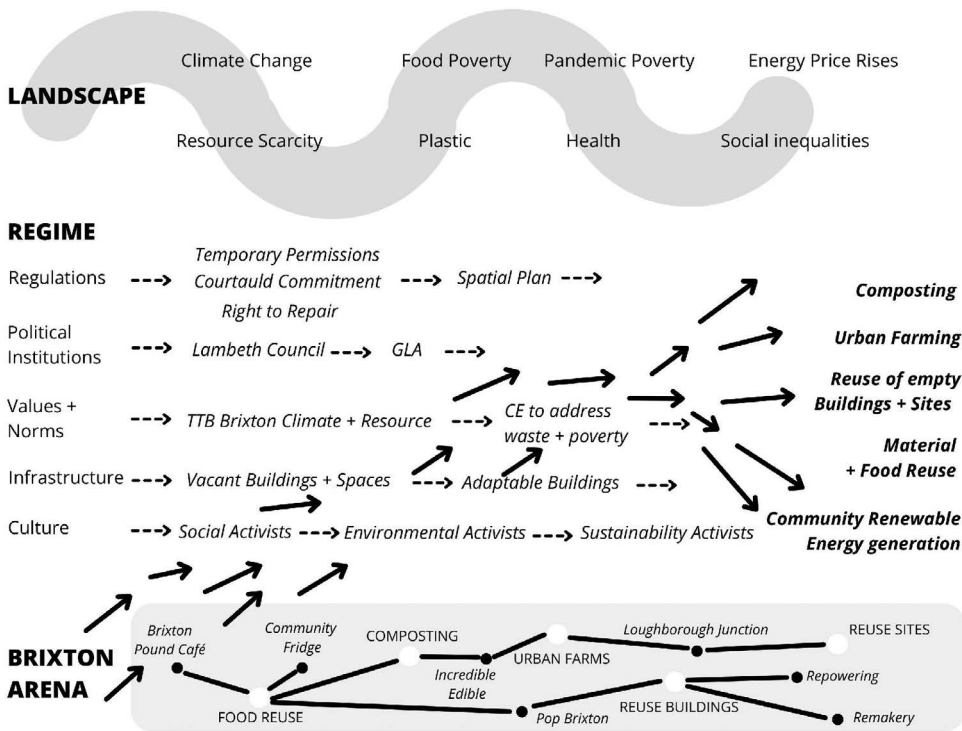 Climate Change
Food Poverty
Pandemic Poverty
Energy Price Rises
LANDSCAPE
Resource Scarcity
Plastic
Health
Social inequalities
REGIME
Regulations
Temporary Permissions
Courtauld Commitment
Right to Repair
Spatial Plan
Political
Institutions
Lambeth Council
GLA
Values +
Norms
TTB Brixton Climate + Resource
CE to address
waste + poverty
Infrastructure
Vacant Buildings + Spaces
Adaptable Buildings
Culture
Social Activists
Environmental Activists
Sustainability Activists
Composting
Urban Farming
Reuse of empty
Buildings + Sites
Material
+ Food Reuse
Community Renewable
Energy generation
BRIXTON
ARENA
Brixton
Pound Café
Community
Fridge
COMPOSTING
Loughborough Junction
REUSE SITES
URBAN FARMS
Incredible
Edible
Repowering
FOOD REUSE
Pop Brixton
REUSE BUILDINGS
Remakery